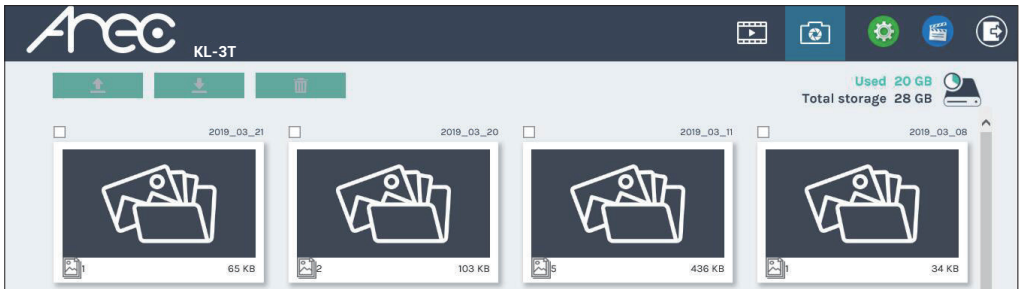 Arec
KL-3T
Used 20 GB
Total storage 28 GB
2019_03_21
2019_03_20
2019_03_11
2019_03_08
1
65 KB
2
103 KB
5
436 KB
1
34 KB